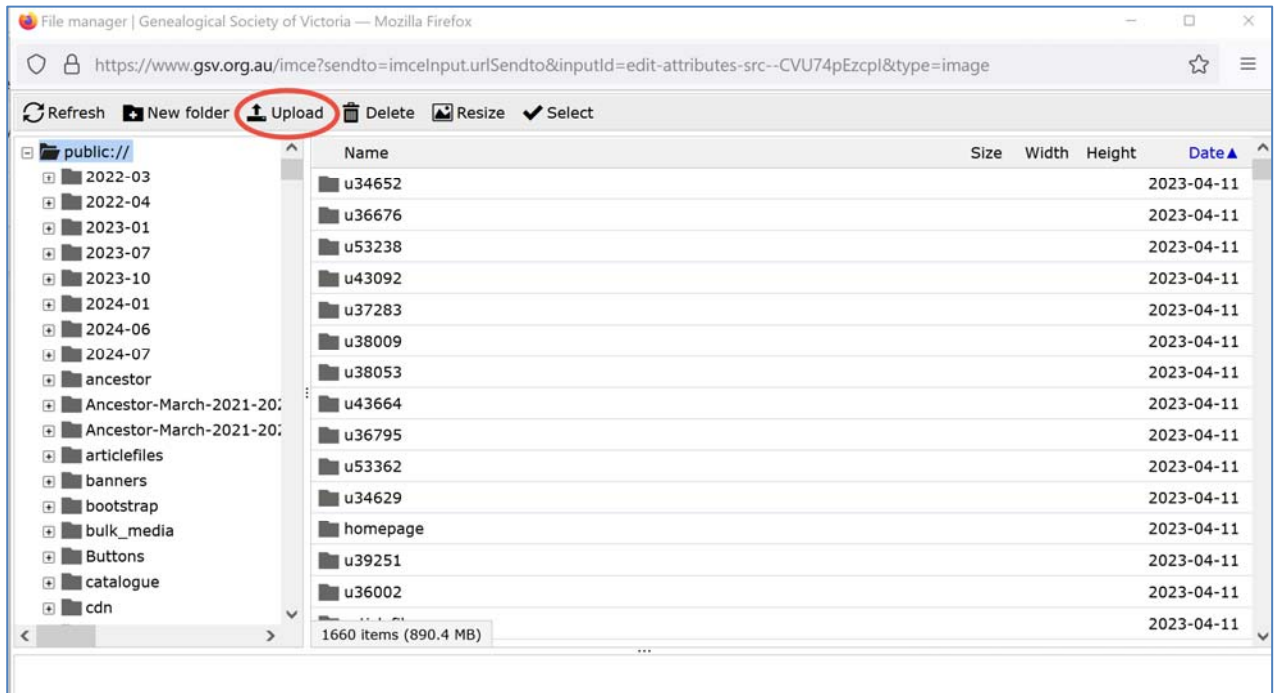 File manager | Genealogical Society of Victoria — Mozilla Firefox
https://www.gsv.org.au/imce?sendto=imceInput.urlSendto&inputId=edit-attributes-src--CVU74pEzcpI&type=image
Refresh New folder Upload Delete Resize Select
public://
2022-03
2022-04
2023-01
2023-07
2023-10
2024-01
2024-06
2024-07
ancestor
Ancestor-March-2021-202
Ancestor-March-2021-202
articlefiles
banners
bootstrap
bulk_media
Buttons
catalogue
cdn
Name Size Width Height Date▲
u34652 2023-04-11
u36676 2023-04-11
u53238 2023-04-11
u43092 2023-04-11
u37283 2023-04-11
u38009 2023-04-11
u38053 2023-04-11
u43664 2023-04-11
u36795 2023-04-11
u53362 2023-04-11
u34629 2023-04-11
homepage 2023-04-11
u39251 2023-04-11
u36002 2023-04-11
2023-04-11
1660 items (890.4 MB)